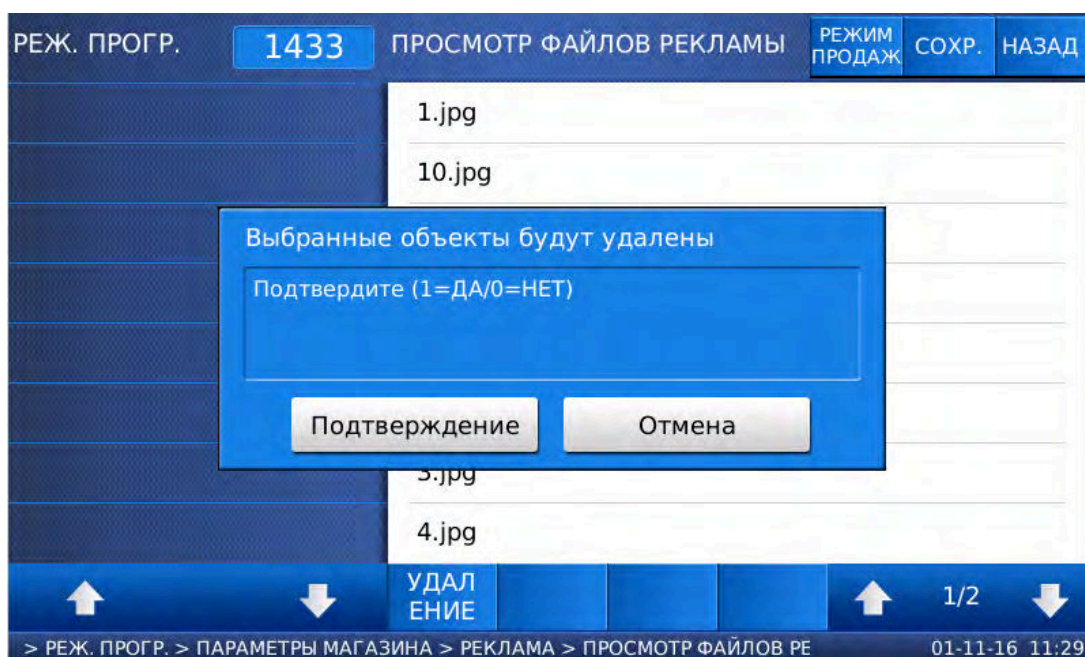 РЕЖ. ПРОГР. 1433 ПРОСМОТР ФАЙЛОВ РЕКЛАМЫ РЕЖИМ ПРОДАЖ СОХР. НАЗАД
1.jpg
10.jpg
Выбранные объекты будут удалены
Подтвердите (1=ДА/0=НЕТ)
Подтверждение Отмена
3.jpg
4.jpg
УДАЛ
ЕНИЕ
1/2
> РЕЖ. ПРОГР. > ПАРАМЕТРЫ МАГАЗИНА > РЕКЛАМА > ПРОСМОТР ФАЙЛОВ РЕ 01-11-16 11:29